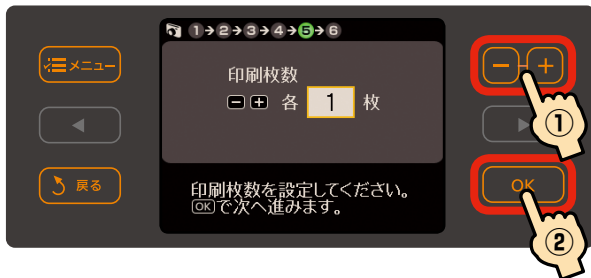 1→2→3→4→5→6
メニュー
印刷枚数
- + 各 1 枚
- +
①
戻る
印刷枚数を設定してください。
OKで次へ進みます。
OK
②